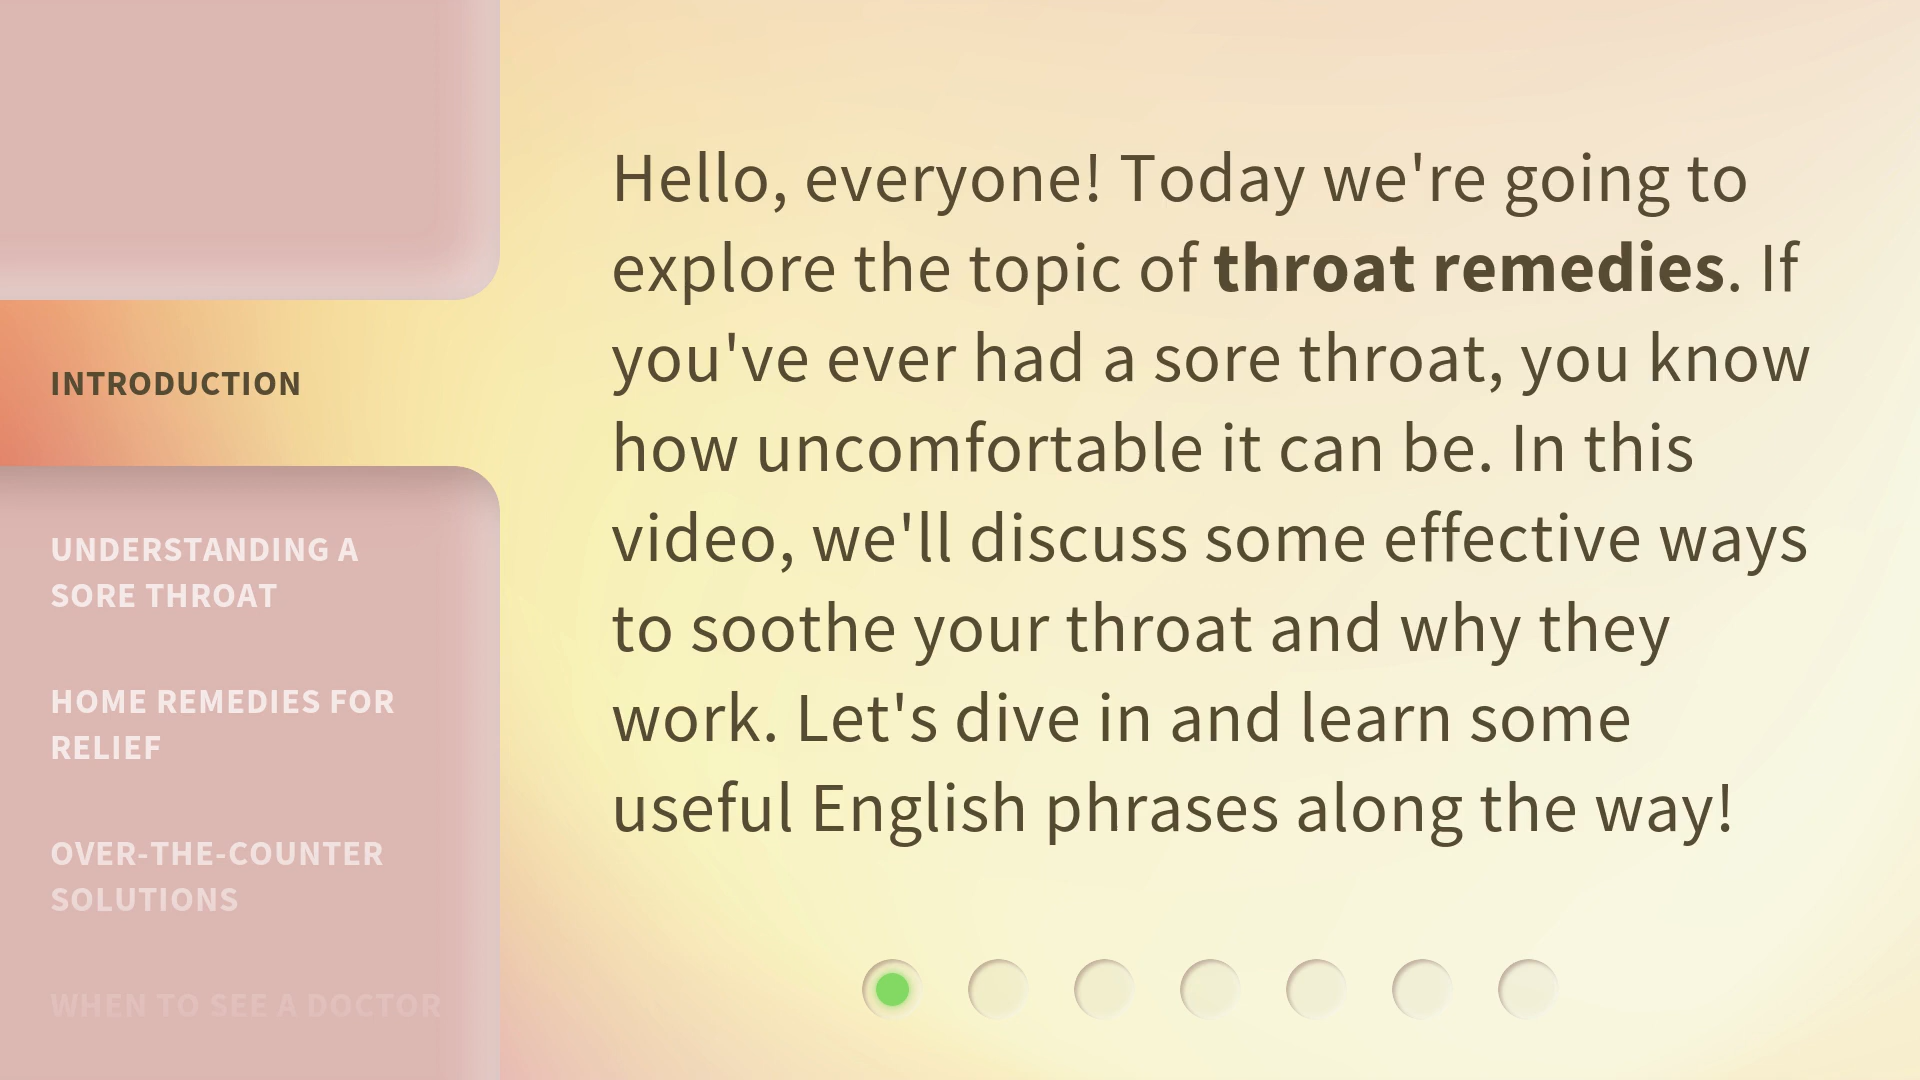 INTRODUCTION
UNDERSTANDING A
SORE THROAT
HOME REMEDIES FOR
RELIEF
OVER-THE-COUNTER
SOLUTIONS
WHEN TO SEE A DOCTOR
Hello, everyone! Today we're going to
explore the topic of throat remedies. If
you've ever had a sore throat, you know
how uncomfortable it can be. In this
video, we'll discuss some effective ways
to soothe your throat and why they
work. Let's dive in and learn some
useful English phrases along the way!